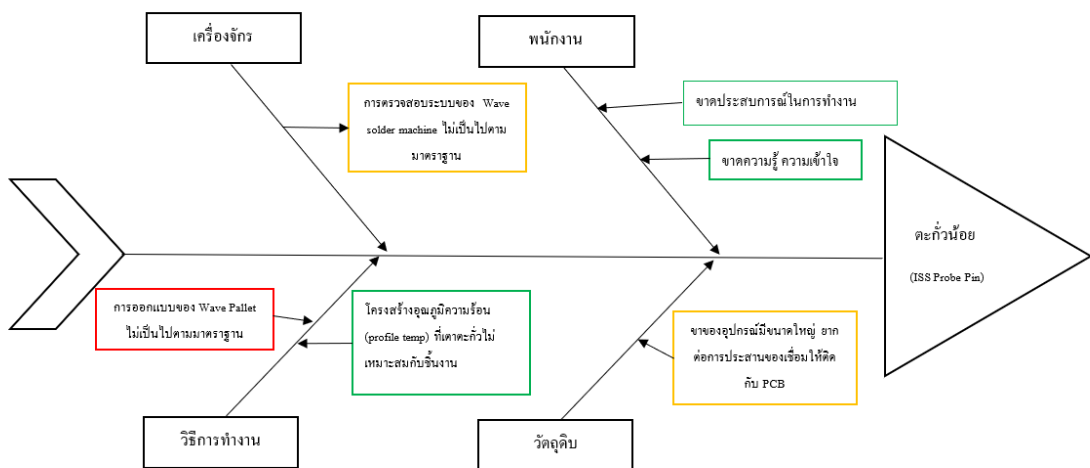 เครื่องจักร
พนักงาน
การตรวจสอบระบบของ Wave
solder machine ไม่เป็นไปตาม
มาตราฐาน
ขาดประสบการณ์ในการทำงาน
ขาดความรู้ ความเข้าใจ
ตะกั่วน้อย
(ISS Probe Pin)
การออกแบบของ Wave Pallet
ไม่เป็นไปตามมาตราฐาน
โครงสร้างอุณภูมิความร้อน
(profile temp) ที่เตาตะกั่วไม่
เหมาะสมกับชิ้นงาน
ขาของอุปกรณ์มีขนาดใหญ่ ยาก
ต่อการประสานของเชื่อมให้ติด
กับ PCB
วิธีการทำงาน
วัตถุดิบ